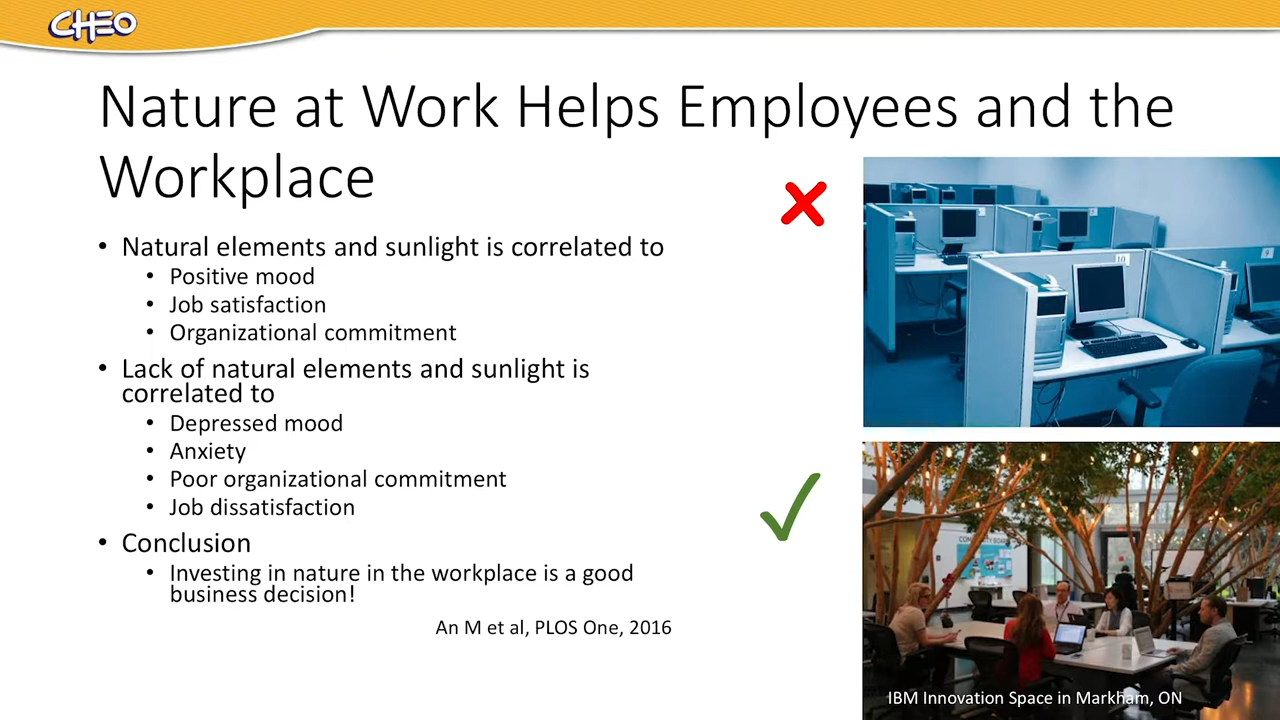 CHEO
Nature at Work Helps Employees and the
Workplace
• Natural elements and sunlight is correlated to
• Positive mood
• Job satisfaction
• Organizational commitment
• Lack of natural elements and sunlight is
correlated to
• Depressed mood
• Anxiety
• Poor organizational commitment
• Job dissatisfaction
• Conclusion
• Investing in nature in the workplace is a good
business decision!
An M et al, PLOS One, 2016
10
9
IBM Innovation Space in Markham, ON